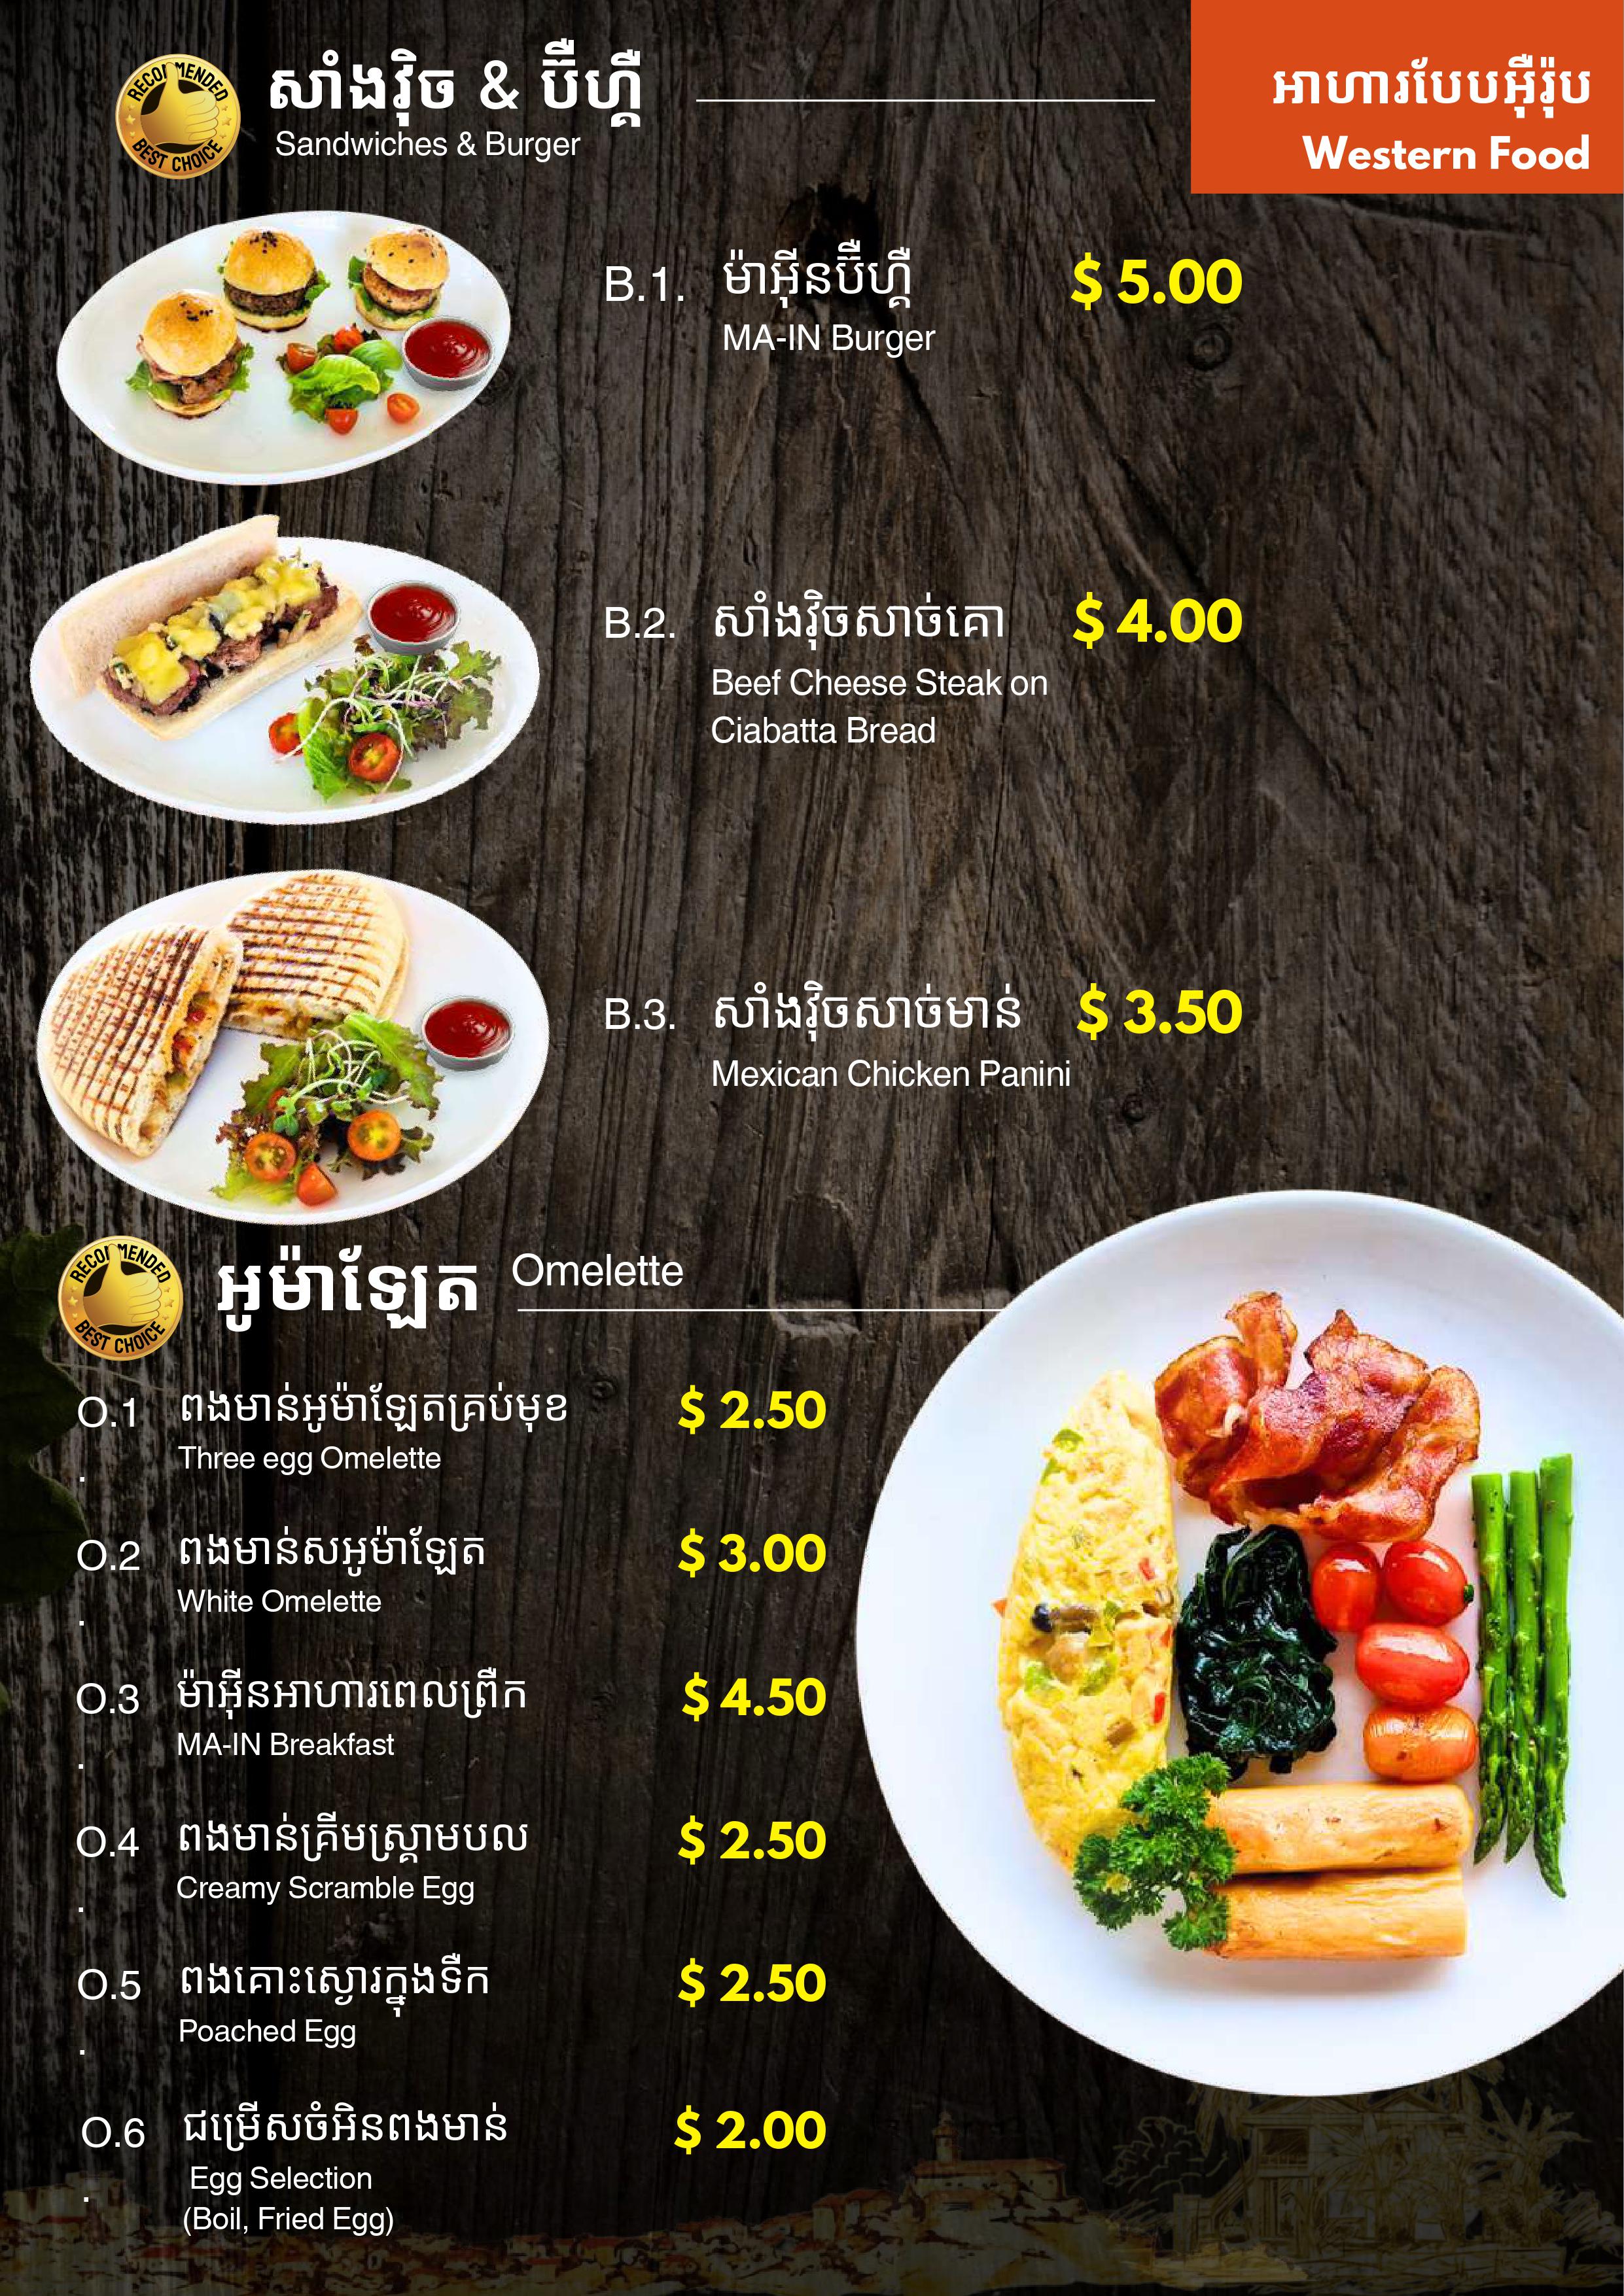 RECOMMENDED
BEST CHOICE
សាំងវ៉ិច & ប៊ឺហ្គឺ
Sandwiches & Burger
អាហារបែបអ៊ឺរ៉ុប
Western Food
B.1. ម៉ាអ៊ីនប៊ឺហ្គឺ $ 5.00
MA-IN Burger
B.2. សាំងវ៉ិចសាច់គោ $ 4.00
Beef Cheese Steak on
Ciabatta Bread
B.3. សាំងវ៉ិចសាច់មាន់ $ 3.50
Mexican Chicken Panini
RECOMMENDED
BEST CHOICE
អូម៉ាឡែត Omelette
O.1 ពងមាន់អូម៉ាឡែតគ្រប់មុខ $ 2.50
. Three egg Omelette
O.2 ពងមាន់សអូម៉ាឡែត $ 3.00
. White Omelette
O.3 ម៉ាអ៊ីនអាហារពេលព្រឹក $ 4.50
. MA-IN Breakfast
O.4 ពងមាន់គ្រីមស្គ្រាមបល $ 2.50
. Creamy Scramble Egg
O.5 ពងគោះស្ងោរក្នុងទឹក $ 2.50
. Poached Egg
O.6 ជម្រើសចំអិនពងមាន់ $ 2.00
. Egg Selection
(Boil, Fried Egg)